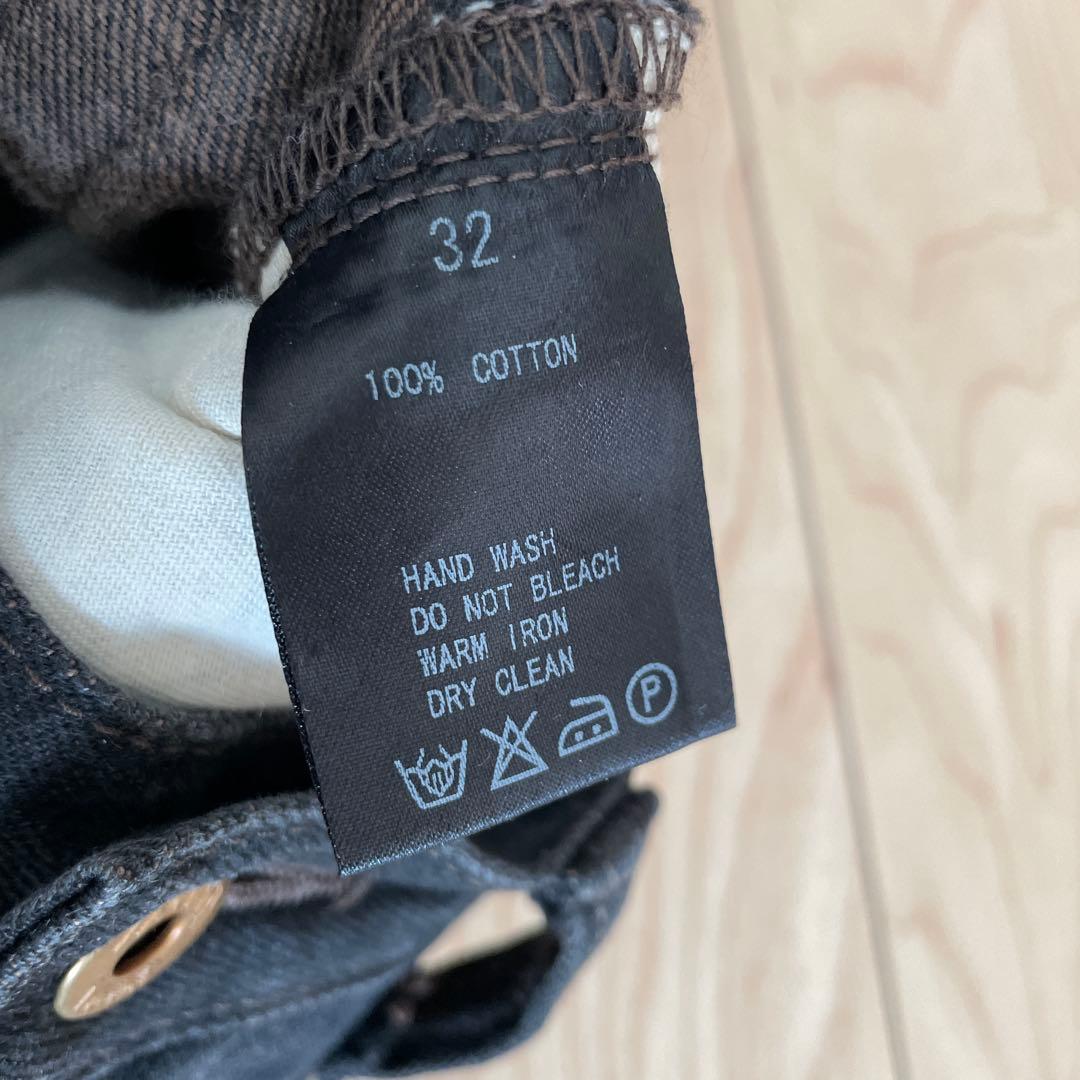 32
100% COTTON
HAND WASH
DO NOT BLEACH
WARM IRON
DRY CLEAN
P